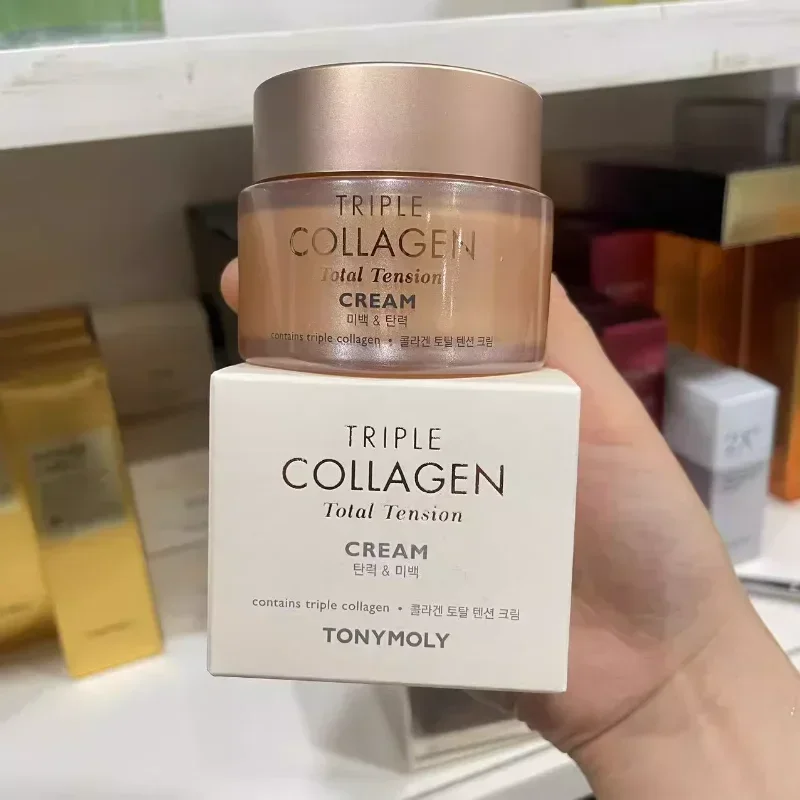 TRIPLE
COLLAGEN
Total Tension
CREAM
미백 & 탄력
contains triple collagen • 콜라겐 토탈 텐션 크림
TRIPLE
COLLAGEN
Total Tension
CREAM
탄력 & 미백
contains triple collagen • 콜라겐 토탈 텐션 크림
TONYMOLY
2X